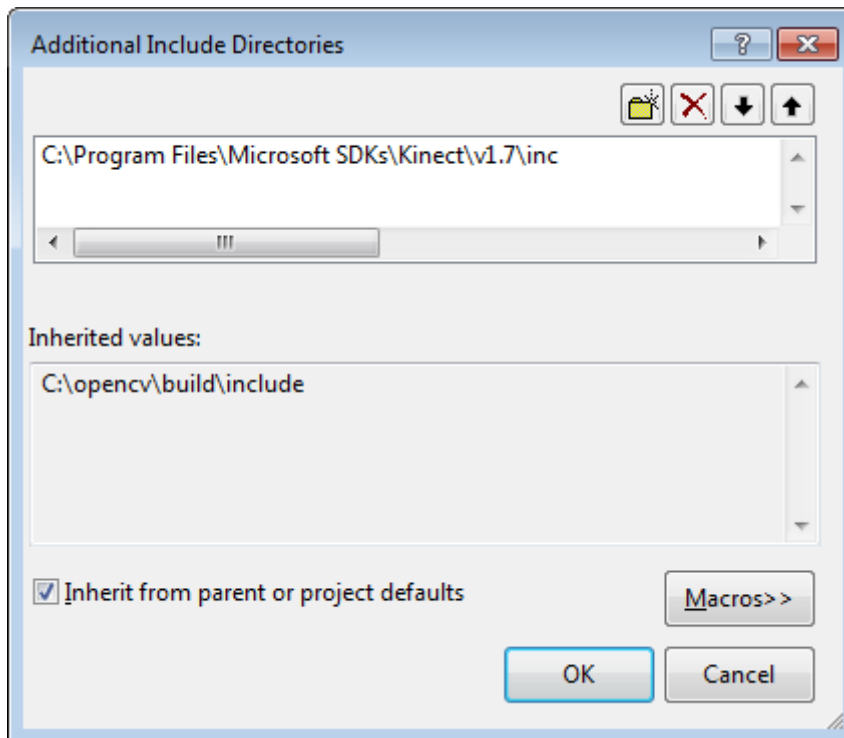 Additional Include Directories
C:\Program Files\Microsoft SDKs\Kinect\v1.7\inc
Inherited values:
C:\opencv\build\include
Inherit from parent or project defaults
Macros>>
OK
Cancel